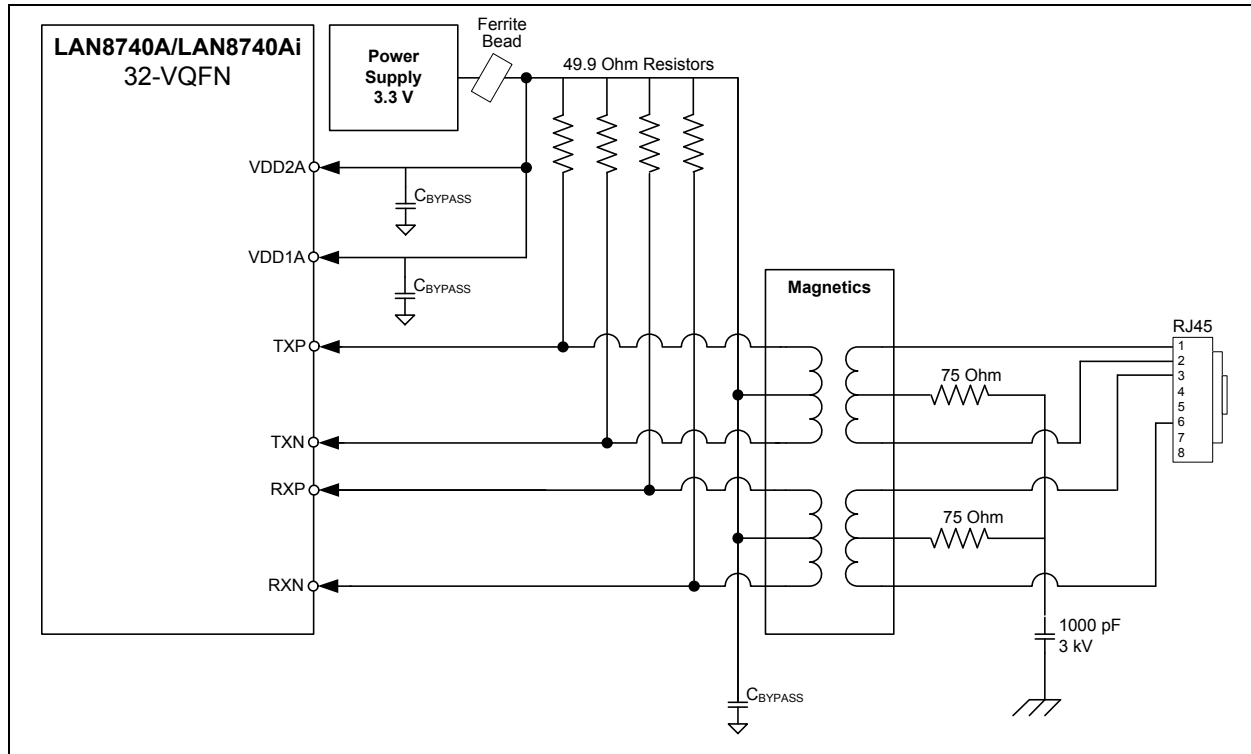 LAN8740A/LAN8740Ai
32-VQFN
Power
Supply
3.3 V
Ferrite
Bead
49.9 Ohm Resistors
VDD2A
CBYPASS
VDD1A
CBYPASS
Magnetics
RJ45
TXP
1
2
3
4
5
6
7
8
75 Ohm
TXN
RXP
75 Ohm
RXN
1000 pF
3 kV
CBYPASS